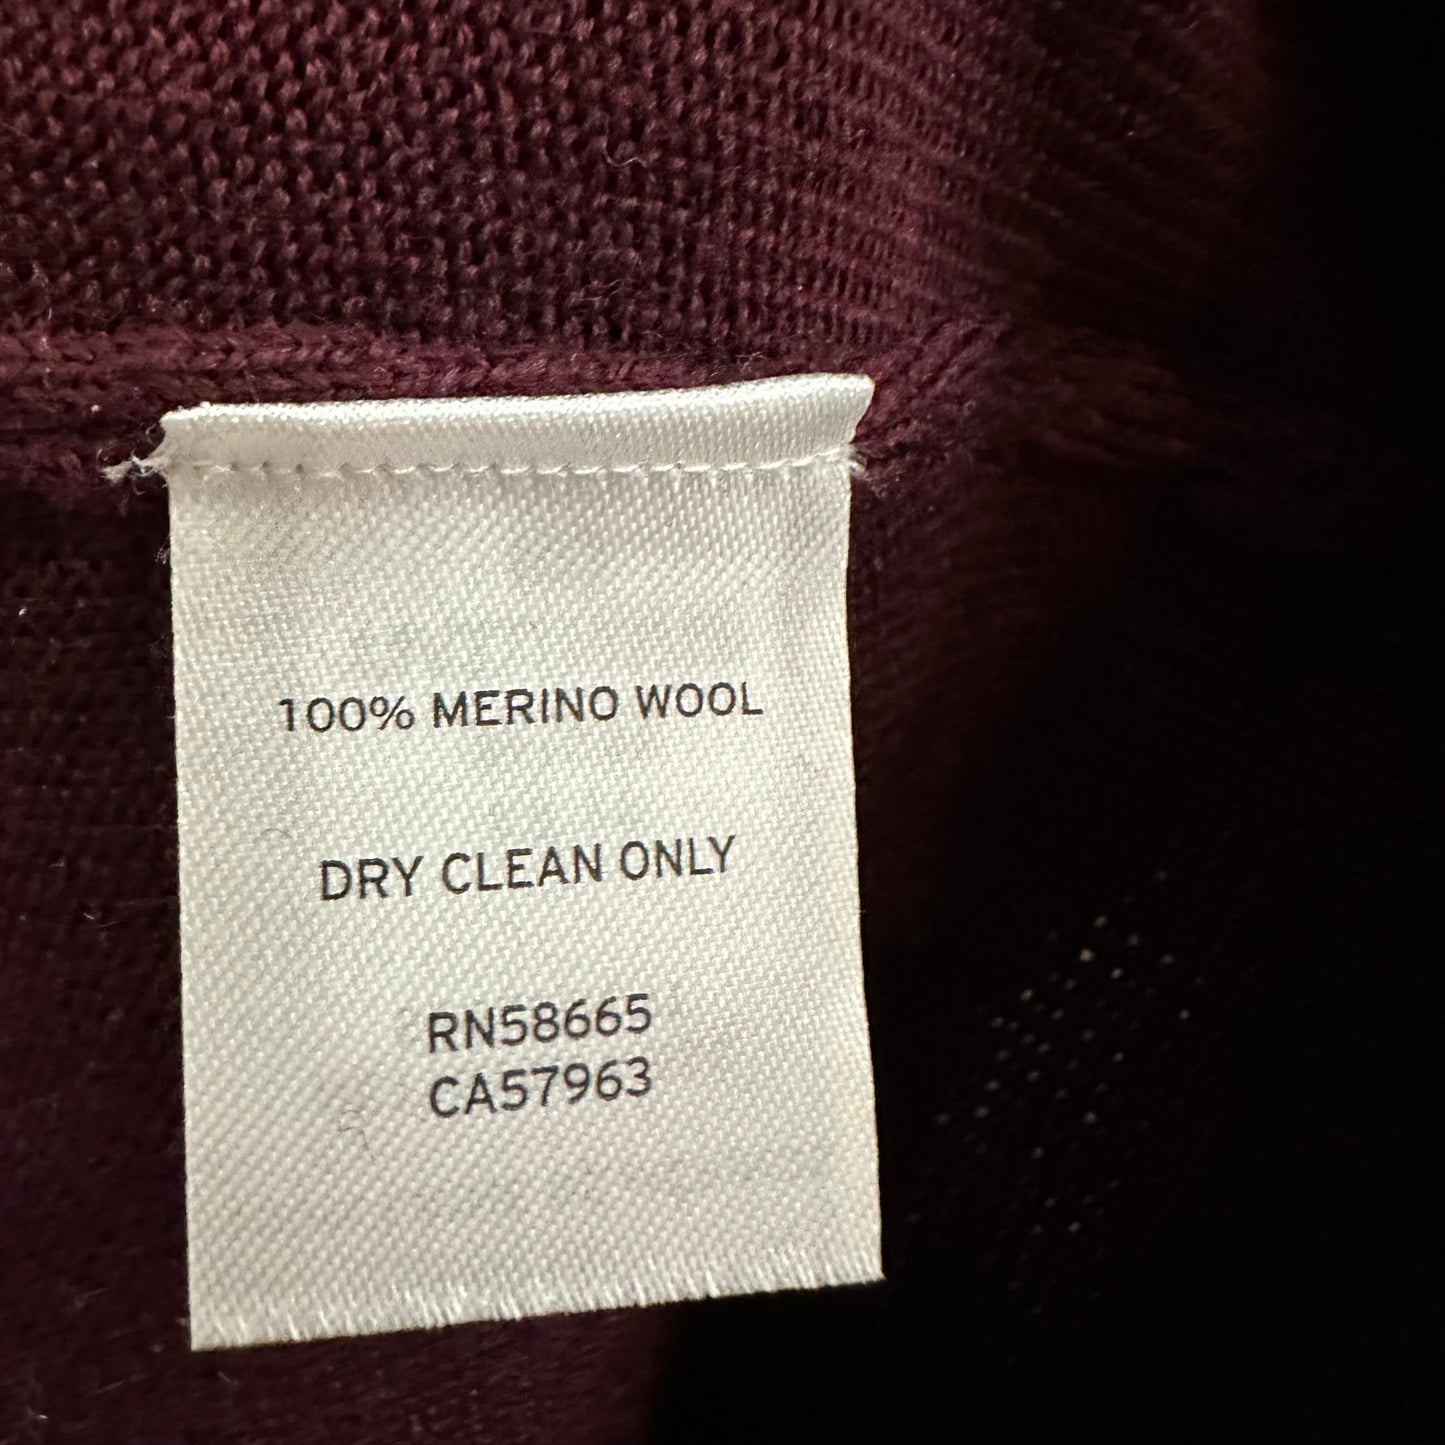 100% MERINO WOOL
DRY CLEAN ONLY
RN58665
CA57963